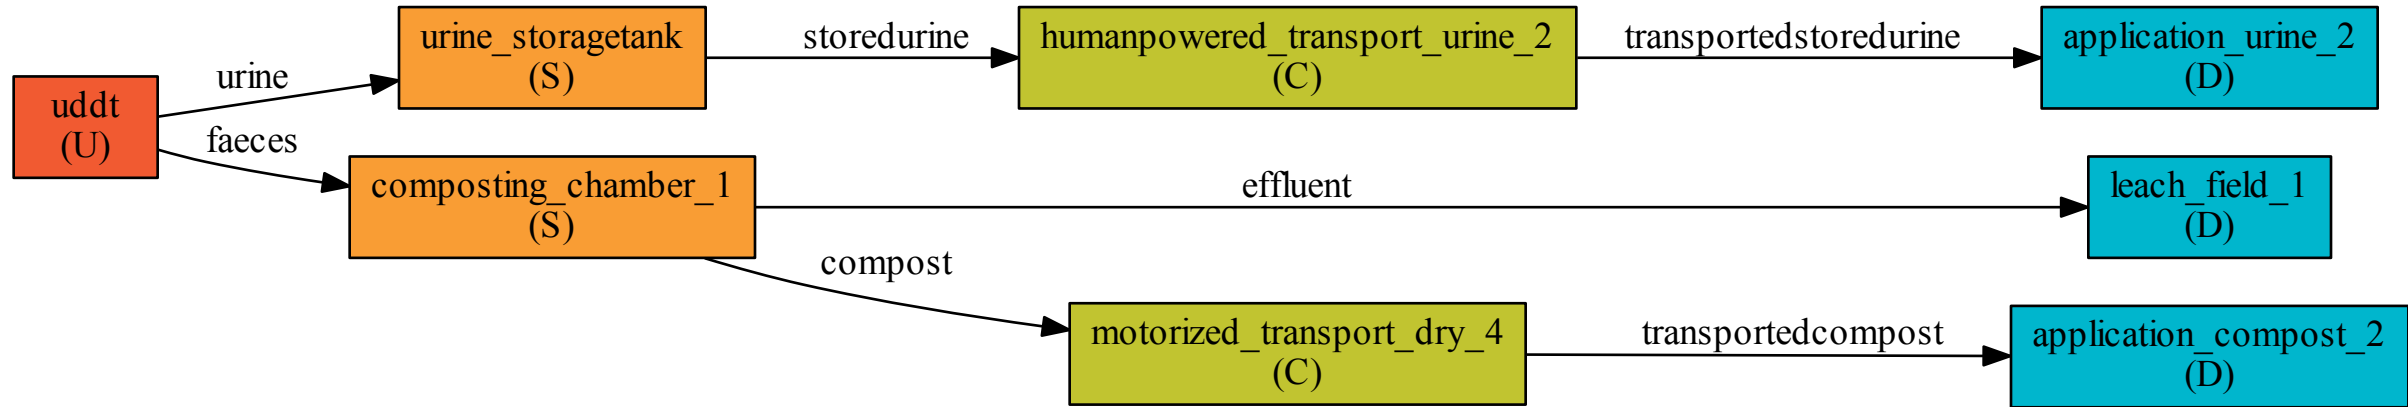 uddt
(U)
urine
faeces
urine_storagetank
(S)
storedurine
humanpowered_transport_urine_2
(C)
transportedstoredurine
application_urine_2
(D)
composting_chamber_1
(S)
effluent
leach_field_1
(D)
compost
motorized_transport_dry_4
(C)
transportedcompost
application_compost_2
(D)